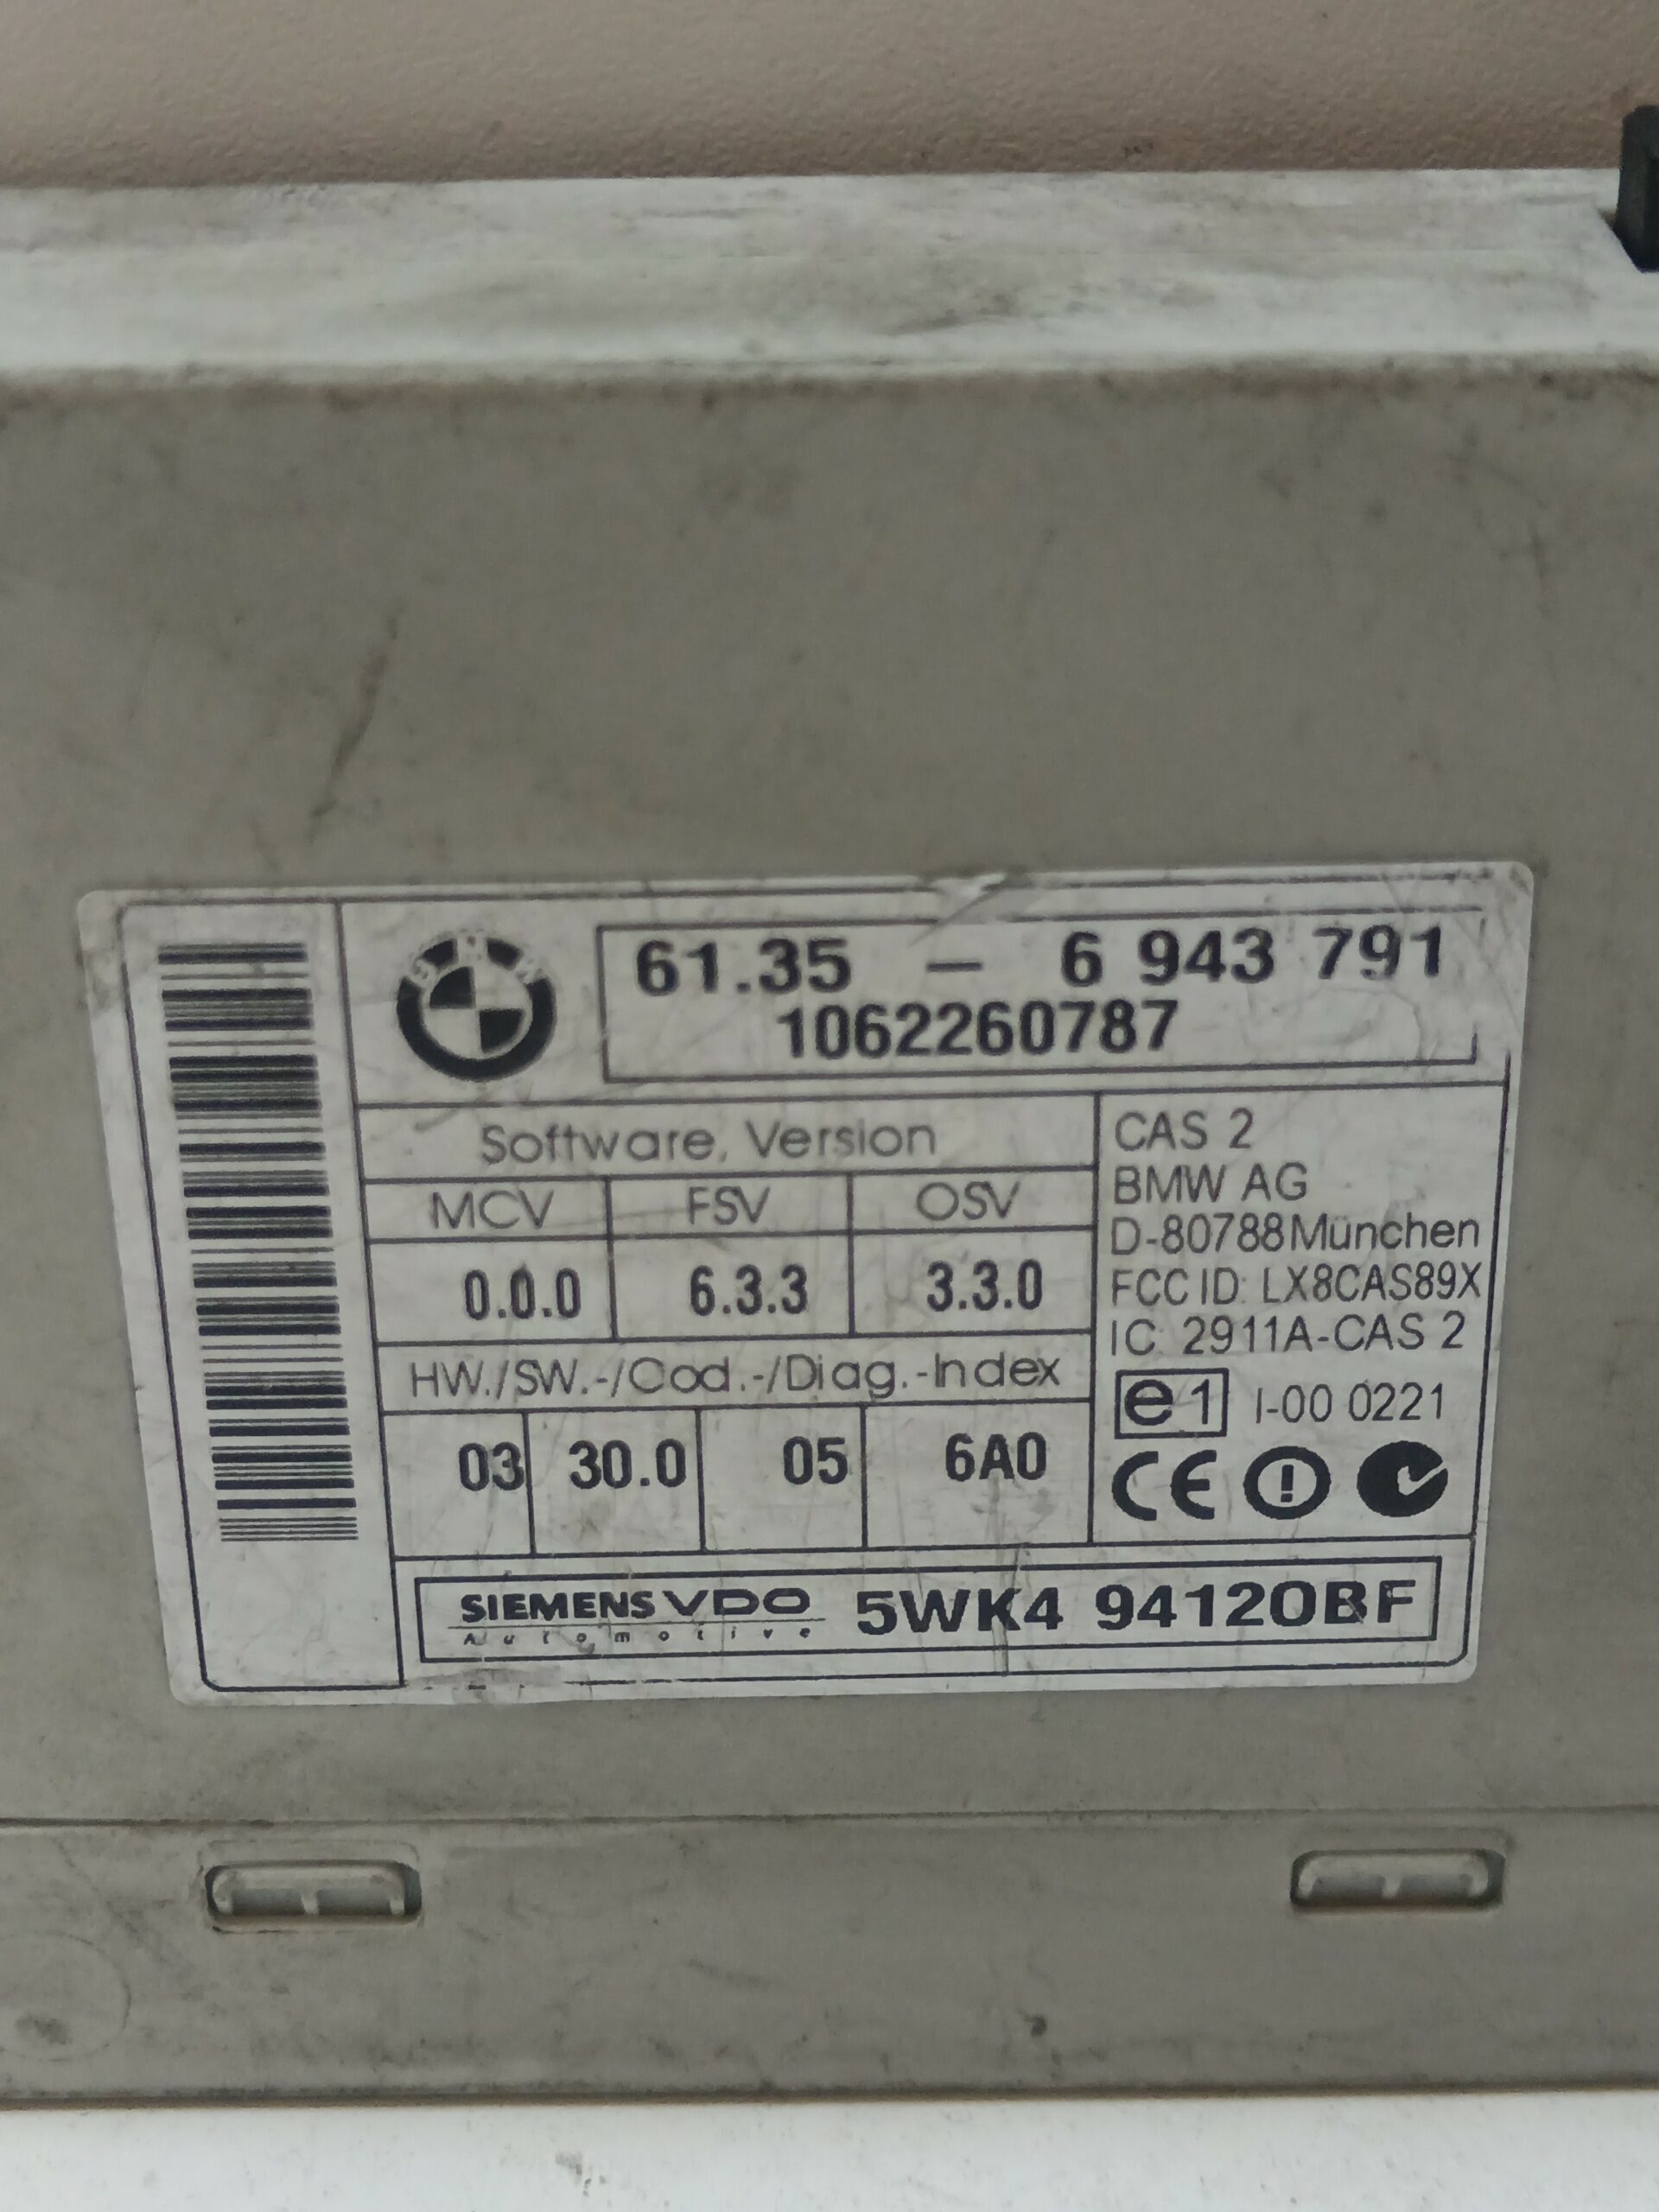 61.35 – 6 943 791
1062260787
Software, Version
MCV FSV OSV
0.0.0 6.3.3 3.3.0
HW./SW.-/Cod.-/Diag.-Index
03 30.0 05 6A0
CAS 2
BMW AG
D-80788 München
FCC ID: LX8CAS89X
IC: 2911A-CAS 2
e1 I-00 0221
CE
SIEMENS VDO
Automotive
5WK4 94120BF